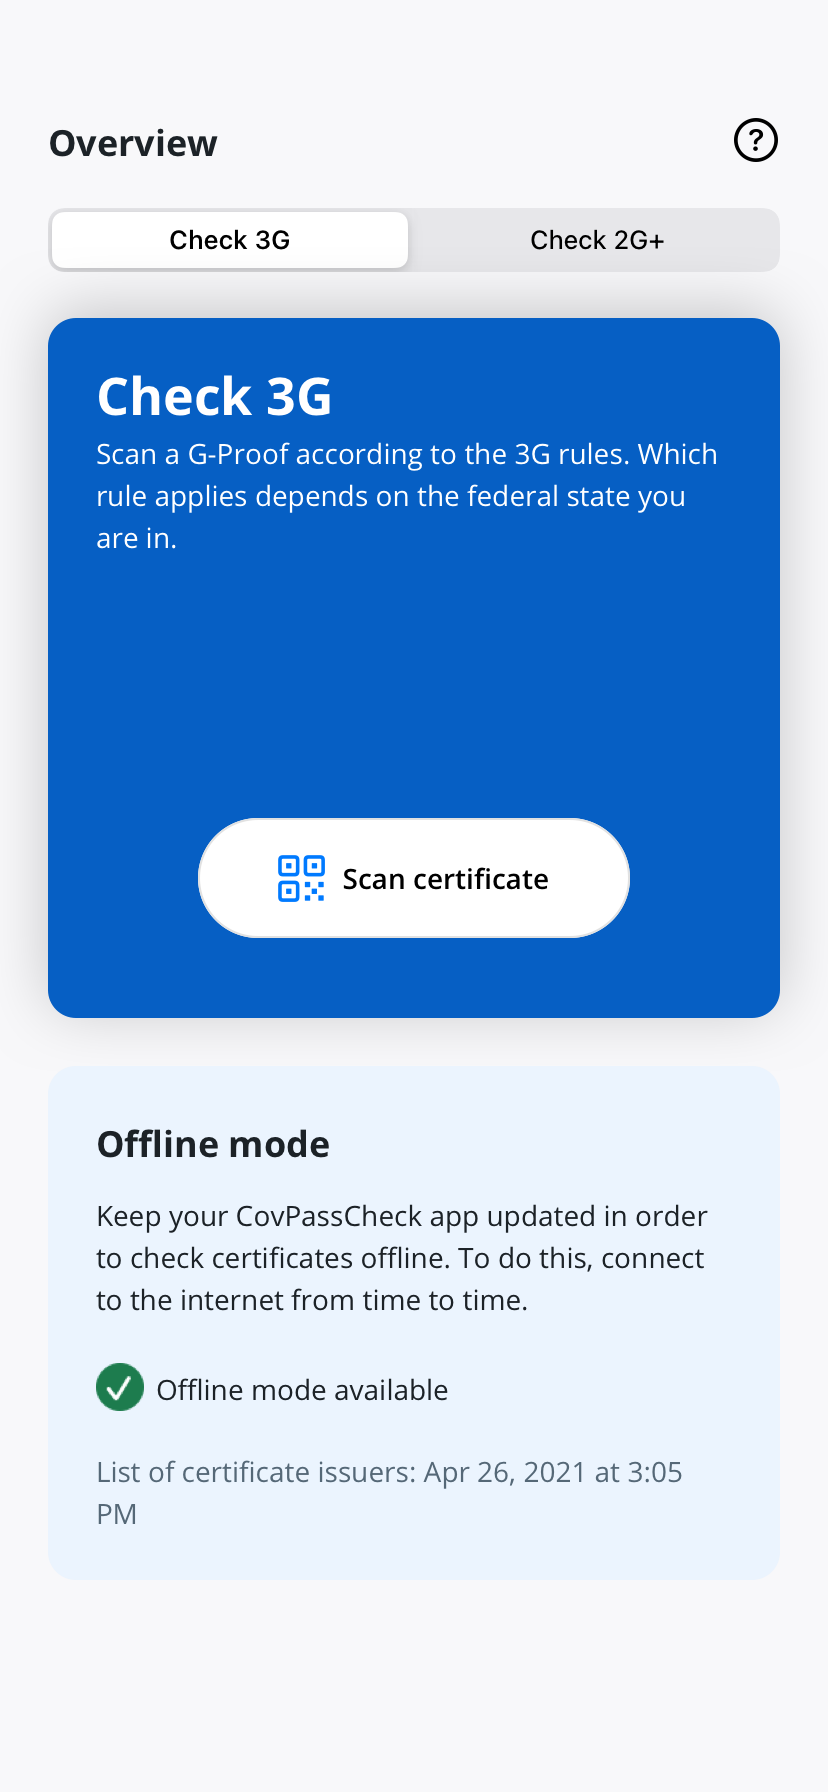 Overview
Check 3G
Check 2G+
Check 3G
Scan a G-Proof according to the 3G rules. Which
rule applies depends on the federal state you
are in.
Scan certificate
Offline mode
Keep your CovPassCheck app updated in order
to check certificates offline. To do this, connect
to the internet from time to time.
Offline mode available
List of certificate issuers: Apr 26, 2021 at 3:05
PM